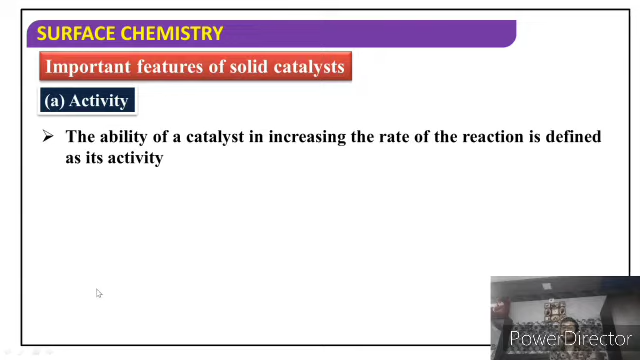 SURFACE CHEMISTRY
Important features of solid catalysts
(a) Activity
➢ The ability of a catalyst in increasing the rate of the reaction is defined
as its activity
PowerDirector